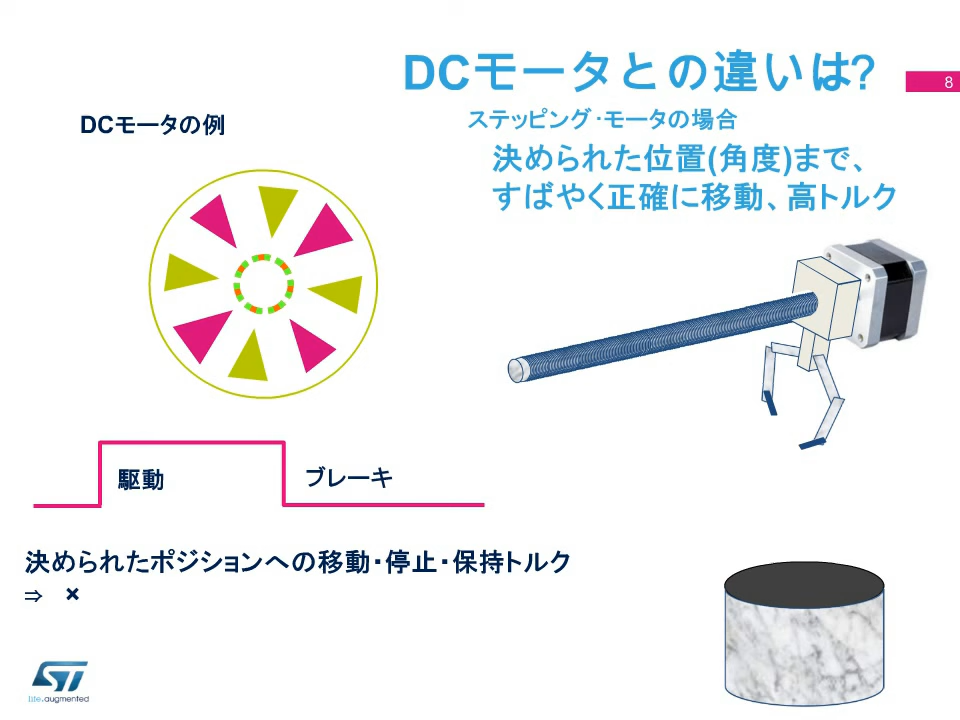 DCモータとの違いは?
8
DCモータの例
ステッピング･モータの場合
決められた位置(角度)まで、
すばやく正確に移動、高トルク
駆動
ブレーキ
決められたポジションへの移動・停止・保持トルク
⇒ ×
life.augmented